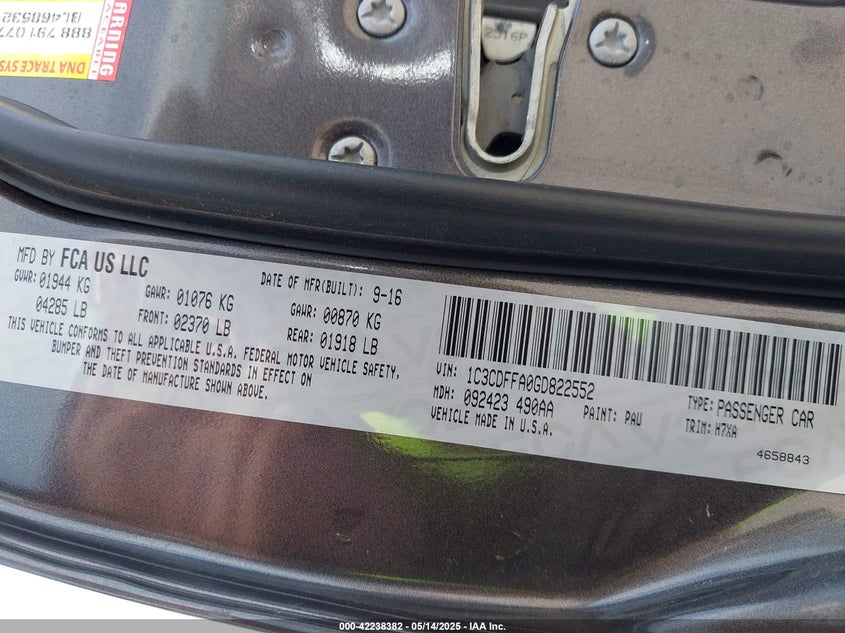 WARNING
TRACEABLE
IBL468532
888 791 077
DNA TRACE SYS
2516P
MFD BY FCA US LLC
DATE OF MFR(BUILT): 9-16
GVWR: 01944 KG
04285 LB
GAWR: 01076 KG
FRONT: 02370 LB
GAWR: 00870 KG
REAR: 01918 LB
THIS VEHICLE CONFORMS TO ALL APPLICABLE U.S.A. FEDERAL MOTOR VEHICLE SAFETY,
BUMPER AND THEFT PREVENTION STANDARDS IN EFFECT ON
THE DATE OF MANUFACTURE SHOWN ABOVE.
VIN: 1C3CDFFA0GD822552
TYPE: PASSENGER CAR
MDH: 092423 490AA
PAINT: PAU
TRIM: H7XA
VEHICLE MADE IN U.S.A.
4658843
000-42238382 - 05/14/2025 - IAA Inc.